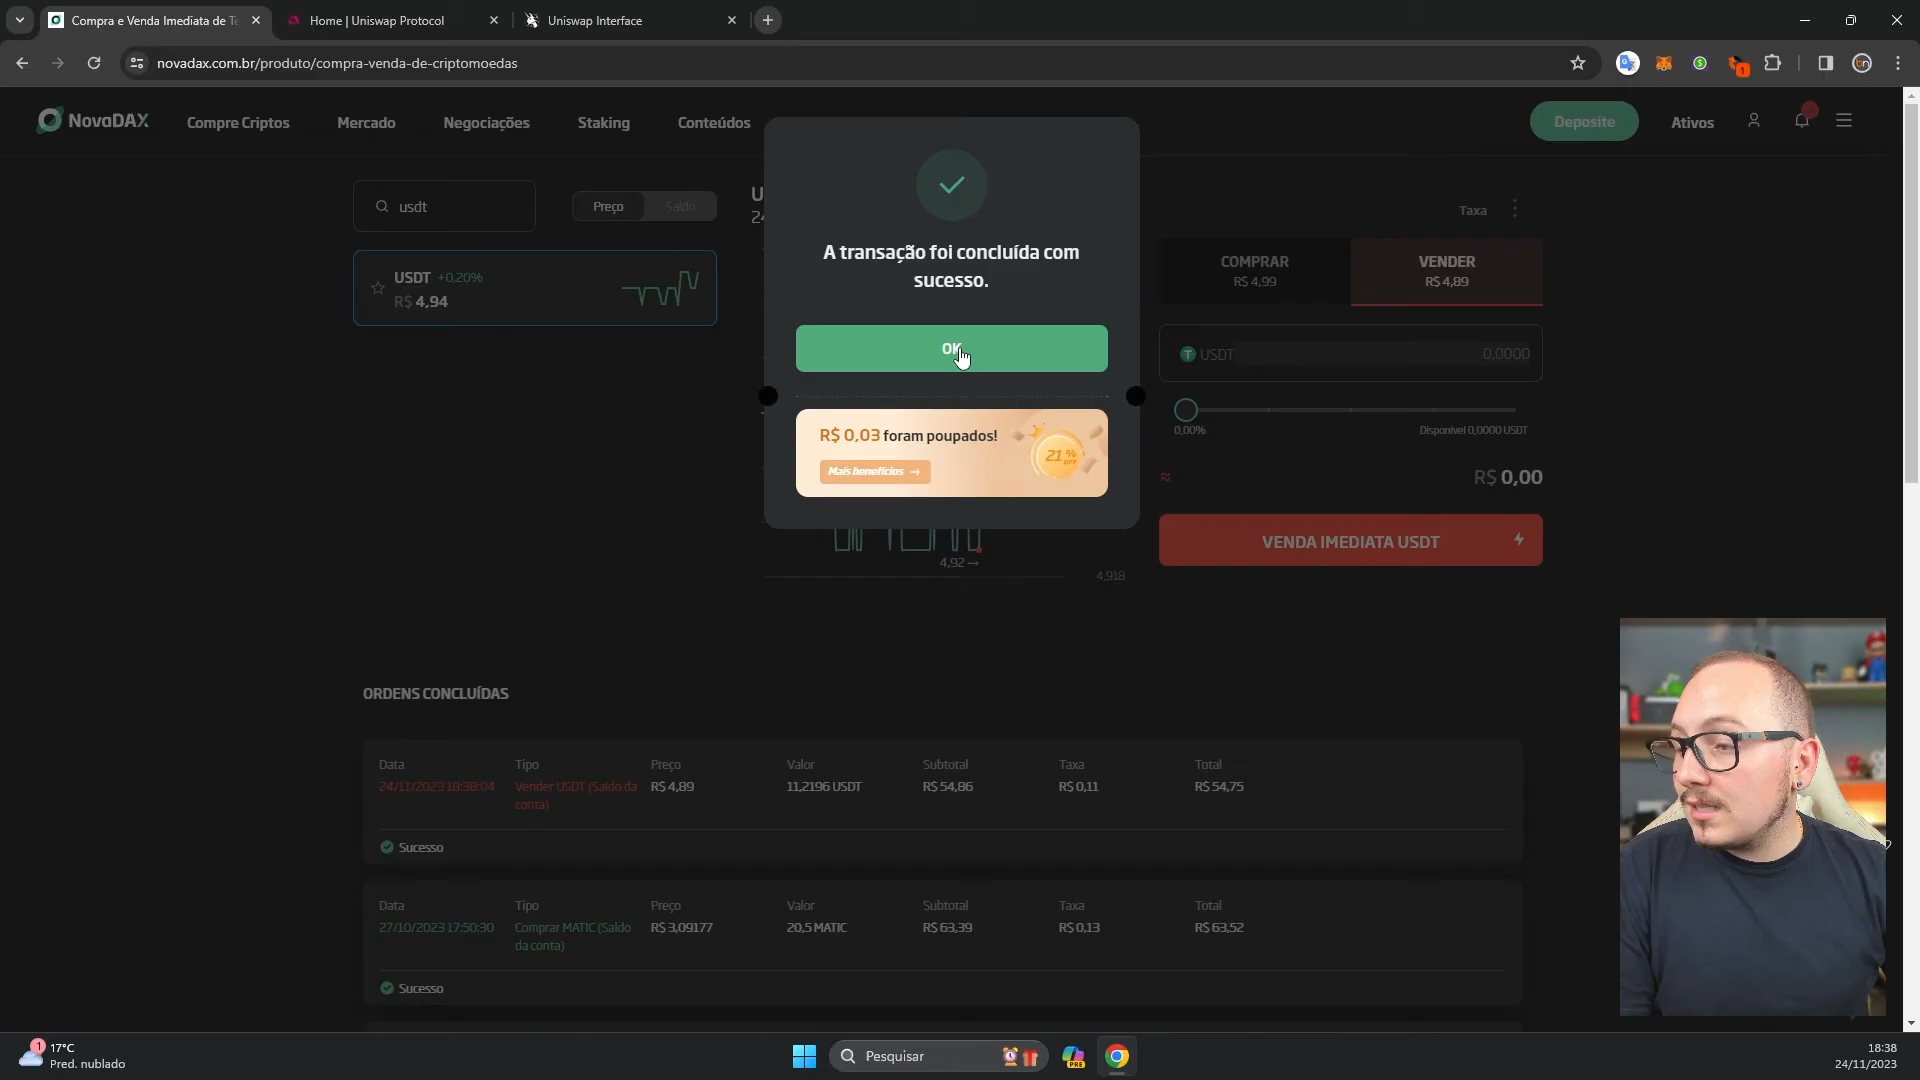 Compra e Venda Imediata de Te
Home | Uniswap Protocol
Uniswap Interface
novadax.com.br/produto/compra-venda-de-criptomoedas
1
NovaDAX
Compre Criptos
Mercado
Negociações
Staking
Conteúdos
Deposite
Ativos
usdt
Preço
Saldo
USDT +0,20%
R$ 4,94
U
24
A transação foi concluída com
sucesso.
OK
R$ 0,03 foram poupados!
Mais benefícios →
21 %
OFF
4,92 →
4,918
Taxa
COMPRAR
R$ 4,99
VENDER
R$ 4,89
USDT
0,0000
0,00%
Disponível 0,0000 USDT
≈
R$ 0,00
VENDA IMEDIATA USDT
ORDENS CONCLUÍDAS
Data Tipo Preço Valor Subtotal Taxa Total
24/11/2023 18:38:04 Vender USDT (Saldo da R$ 4,89 11,2196 USDT R$ 54,86 R$ 0,11 R$ 54,75
conta)
Sucesso
Data Tipo Preço Valor Subtotal Taxa Total
27/10/2023 17:50:30 Comprar MATIC (Saldo R$ 3,09177 20,5 MATIC R$ 63,39 R$ 0,13 R$ 63,52
da conta)
Sucesso
1
17°C
Pred. nublado
Pesquisar
PRE
18:38
24/11/2023